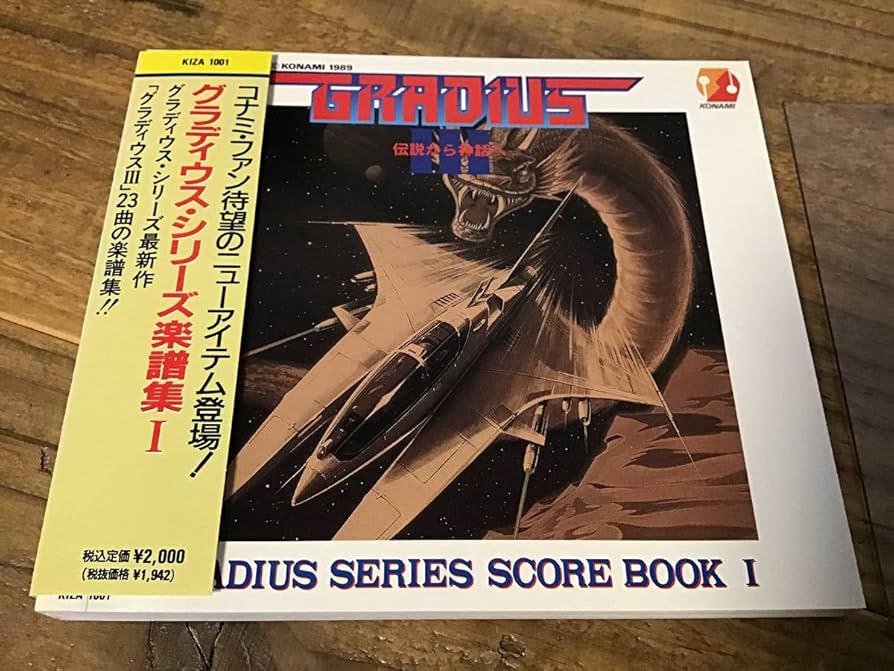 KIZA 1001
コナミ・ファン待望のニューアイテム登場!
グラディウス・シリーズ楽譜集 I
グラディウス・シリーズ最新作
「グラディウスIII」23曲の楽譜集!!
税込定価 ¥2,000
(税抜価格 ¥1,942)
© KONAMI 1989
GRADIUS
III
伝説から神話へ
KONAMI
ADIUS SERIES SCORE BOOK I
KIZA 1001